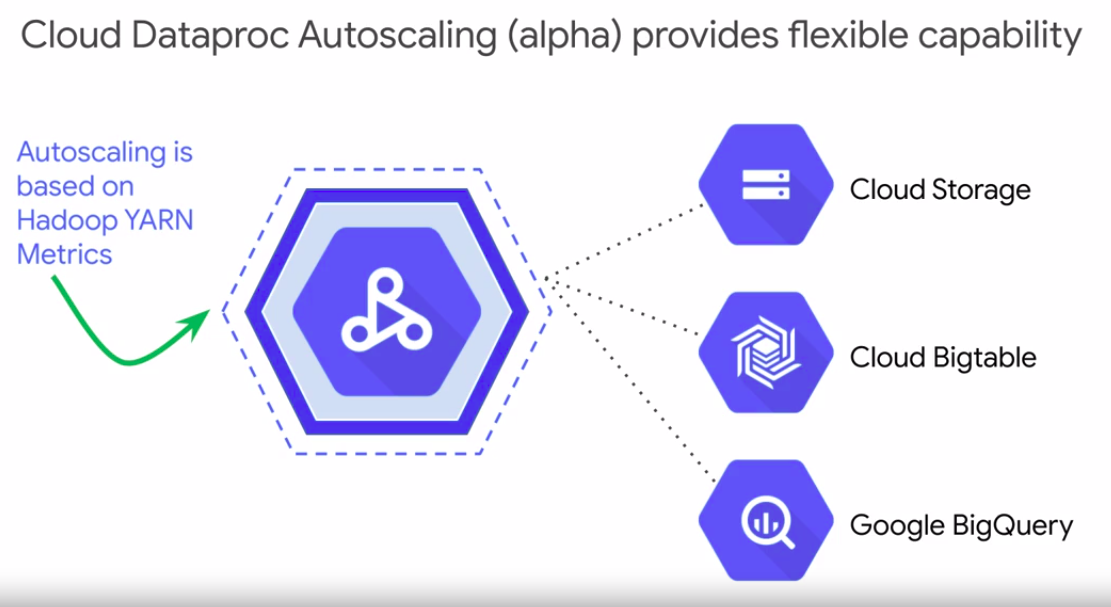 Cloud Dataproc Autoscaling (alpha) provides flexible capability
Autoscaling is
based on
Hadoop YARN
Metrics
Cloud Storage
Cloud Bigtable
Google BigQuery